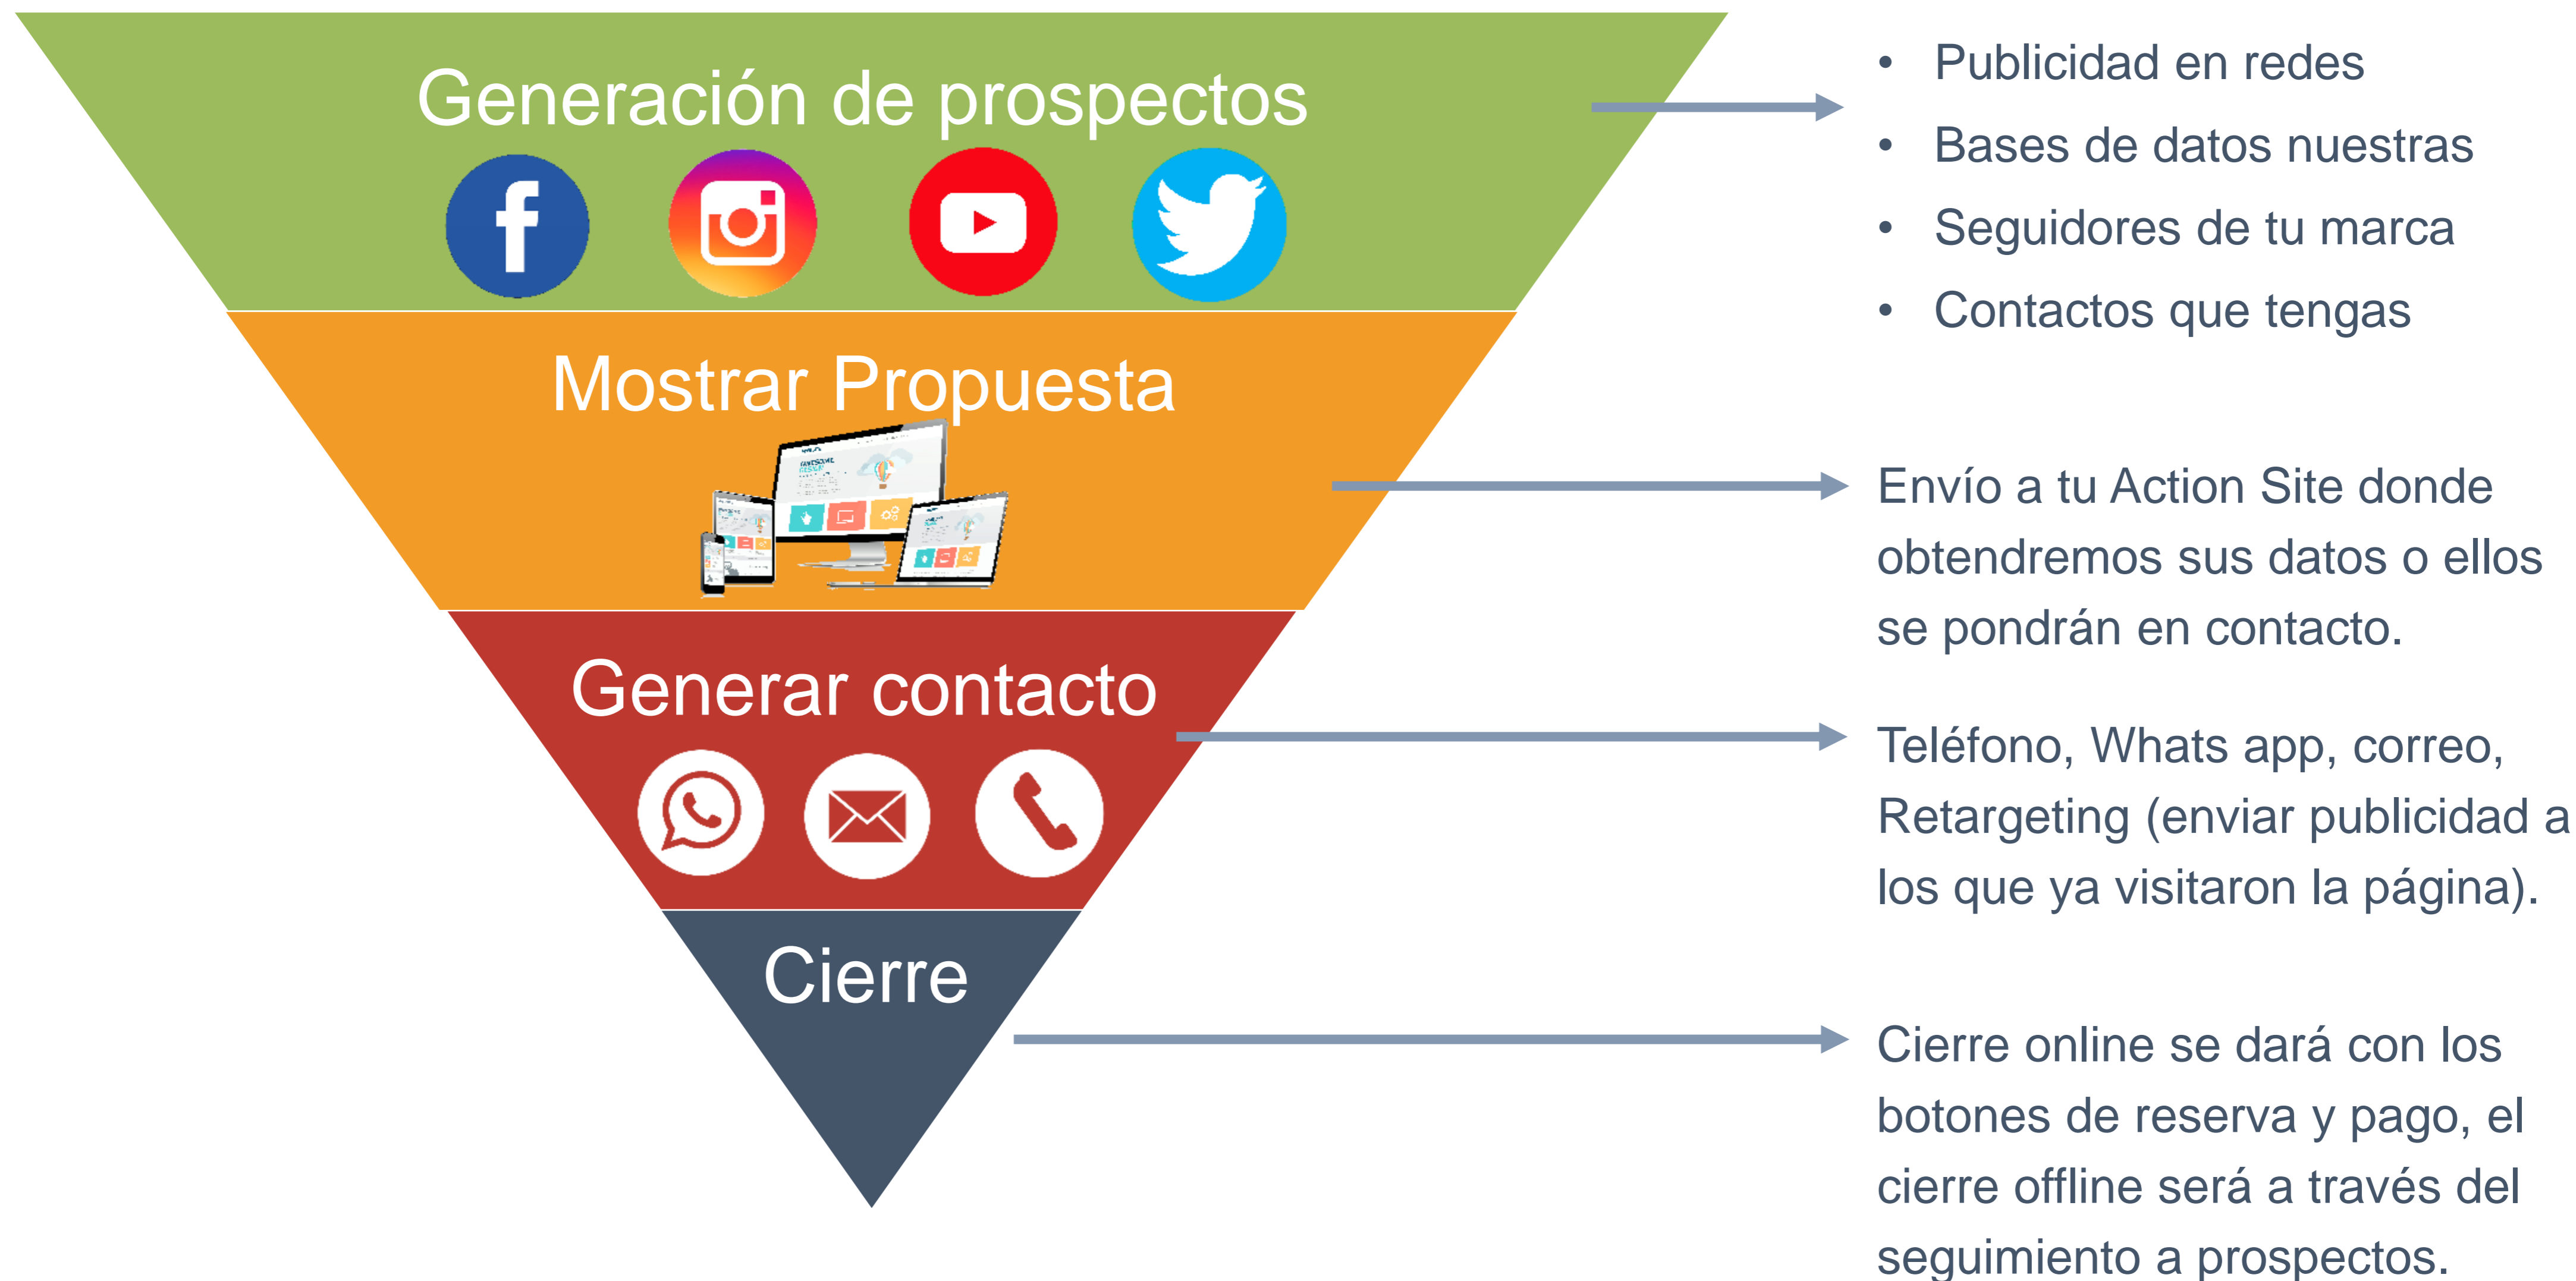 Generación de prospectos
• Publicidad en redes
• Bases de datos nuestras
• Seguidores de tu marca
• Contactos que tengas
Mostrar Propuesta
Envío a tu Action Site donde
obtendremos sus datos o ellos
se pondrán en contacto.
Generar contacto
Teléfono, Whats app, correo,
Retargeting (enviar publicidad a
los que ya visitaron la página).
Cierre
Cierre online se dará con los
botones de reserva y pago, el
cierre offline será a través del
seguimiento a prospectos.